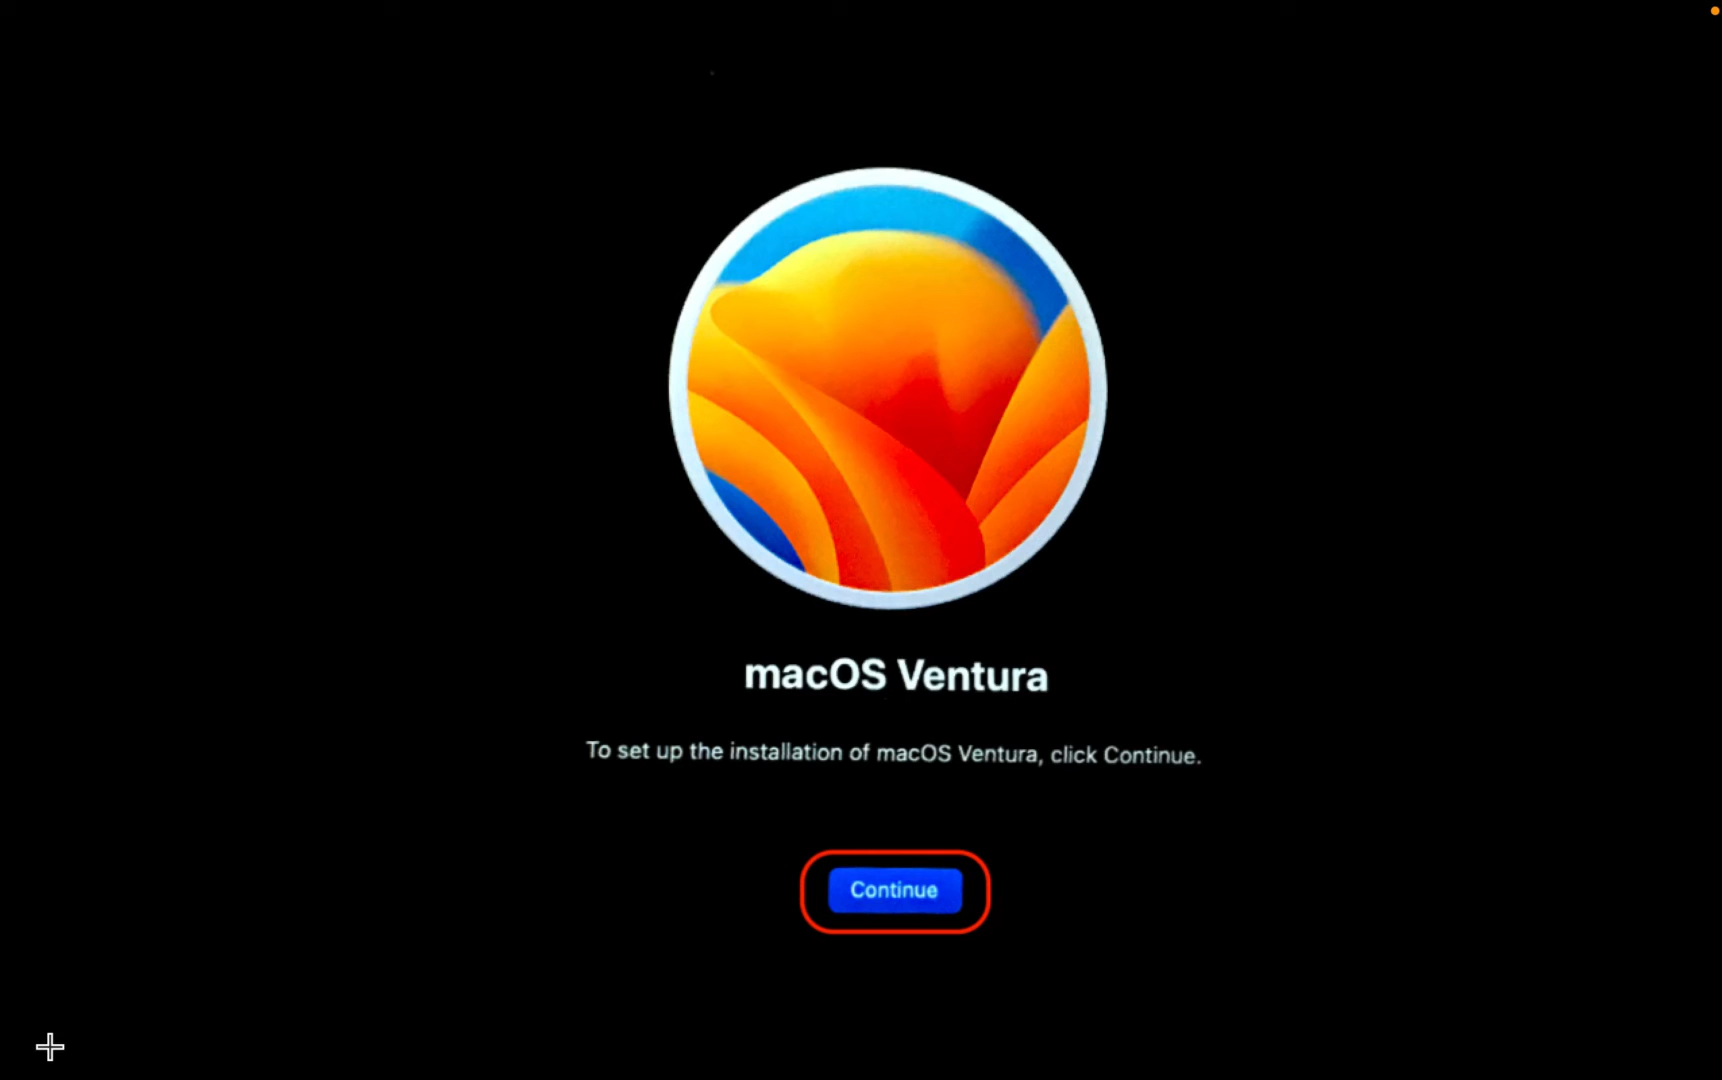 macOS Ventura
To set up the installation of macOS Ventura, click Continue.
Continue